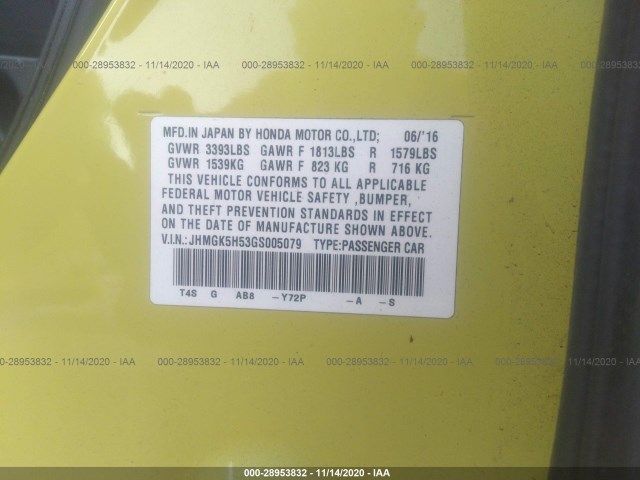 000-28953832 - 11/14/2020 - IAA 000-28953832 - 11/14/2020 - IAA 000-28953832 - 11/14/2020 - IAA
MFD.IN JAPAN BY HONDA MOTOR CO.,LTD; 06/'16
GVWR 3393LBS GAWR F 1813LBS R 1579LBS
GVWR 1539KG GAWR F 823 KG R 716 KG
THIS VEHICLE CONFORMS TO ALL APPLICABLE
FEDERAL MOTOR VEHICLE SAFETY ,BUMPER,
AND THEFT PREVENTION STANDARDS IN EFFECT
ON THE DATE OF MANUFACTURE SHOWN ABOVE.
V.I.N.: JHMGK5H53GS005079 TYPE:PASSENGER CAR
T4S G AB8 -Y72P -A -S
000-28953832 - 11/14/2020 - IAA 000-28953832 - 11/14/2020 - IAA 000-28953832 - 11/14/2020 - IAA
000-28953832 - 11/14/2020 - IAA